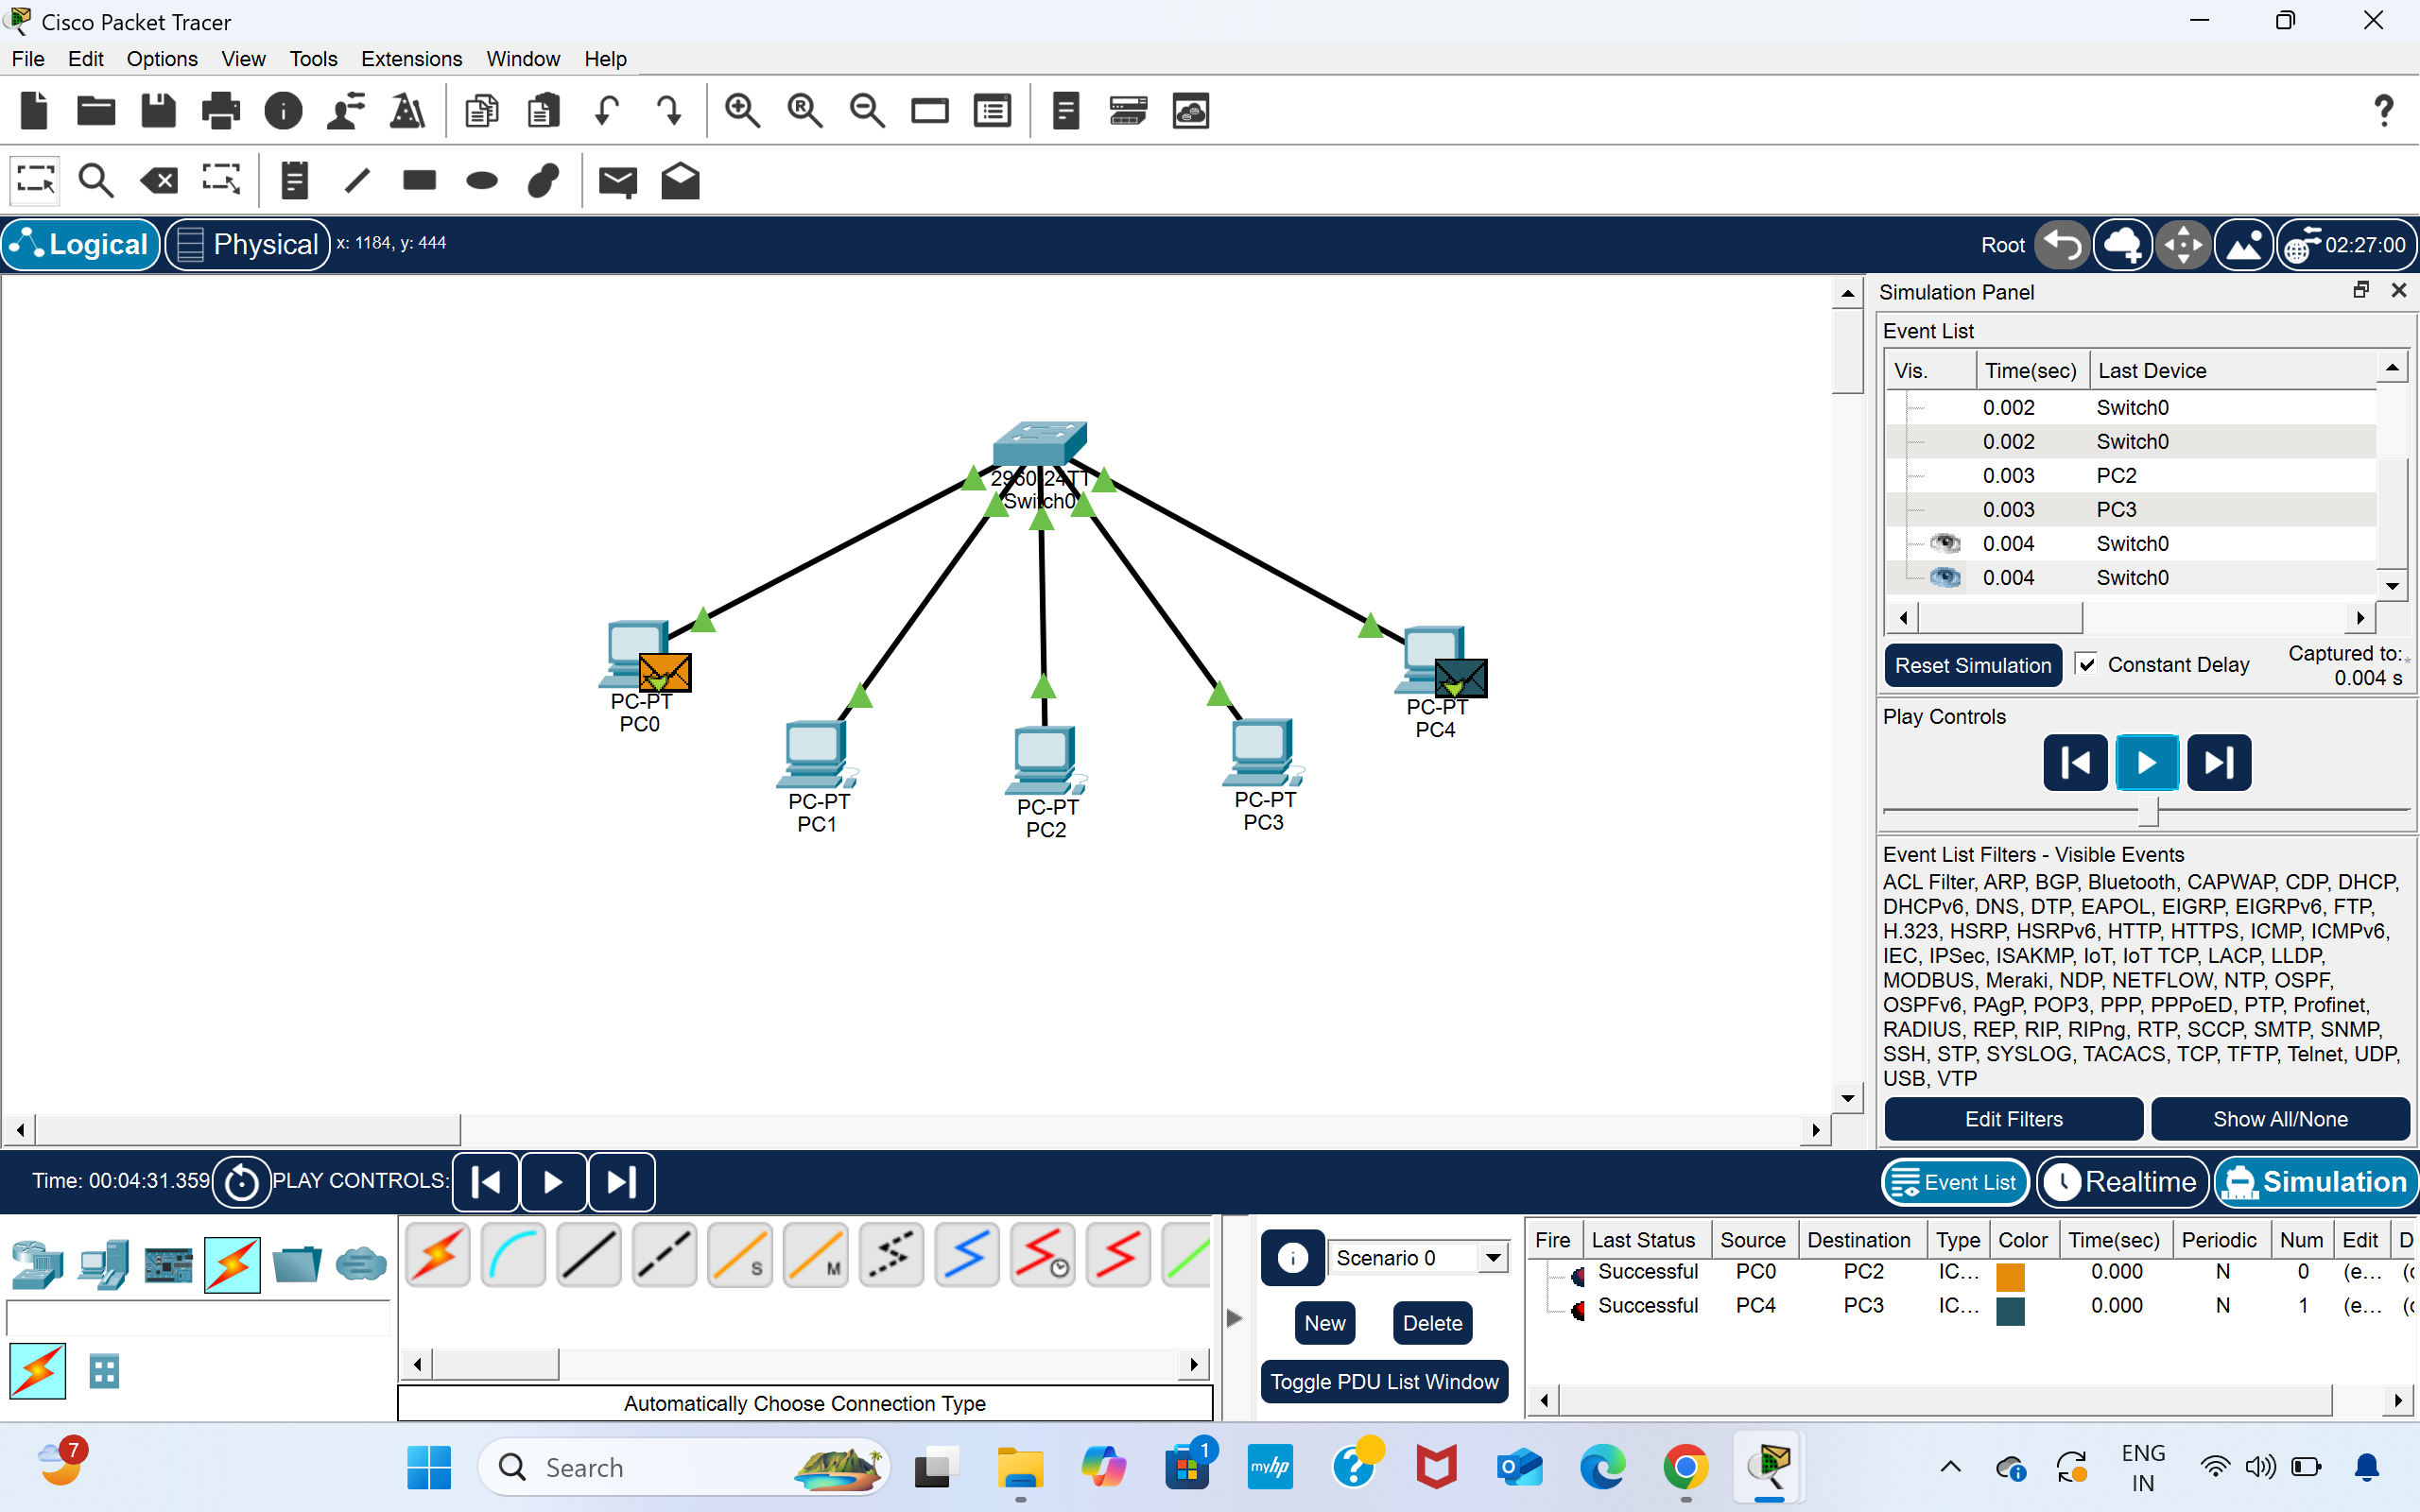 Cisco Packet Tracer
File Edit Options View Tools Extensions Window Help
Logical Physical x: 1184, y: 444 Root 02:27:00
2960-24TT
Switch0
PC-PT
PC0
PC-PT
PC1
PC-PT
PC2
PC-PT
PC3
PC-PT
PC4
Simulation Panel
Event List
Vis. Time(sec) Last Device
0.002 Switch0
0.002 Switch0
0.003 PC2
0.003 PC3
0.004 Switch0
0.004 Switch0
Reset Simulation Constant Delay Captured to:
0.004 s
Play Controls
Event List Filters - Visible Events
ACL Filter, ARP, BGP, Bluetooth, CAPWAP, CDP, DHCP,
DHCPv6, DNS, DTP, EAPOL, EIGRP, EIGRPv6, FTP,
H.323, HSRP, HSRPv6, HTTP, HTTPS, ICMP, ICMPv6,
IEC, IPSec, ISAKMP, IoT, IoT TCP, LACP, LLDP,
MODBUS, Meraki, NDP, NETFLOW, NTP, OSPF,
OSPFv6, PAgP, POP3, PPP, PPPoED, PTP, Profinet,
RADIUS, REP, RIP, RIPng, RTP, SCCP, SMTP, SNMP,
SSH, STP, SYSLOG, TACACS, TCP, TFTP, Telnet, UDP,
USB, VTP
Edit Filters Show All/None
Time: 00:04:31.359 PLAY CONTROLS: Event List Realtime Simulation
S M
Automatically Choose Connection Type
Scenario 0
New Delete
Toggle PDU List Window
Fire Last Status Source Destination Type Color Time(sec) Periodic Num Edit D
Successful PC0 PC2 IC... 0.000 N 0 (e... (
Successful PC4 PC3 IC... 0.000 N 1 (e... (
7 Search 1 myhp ENG
IN